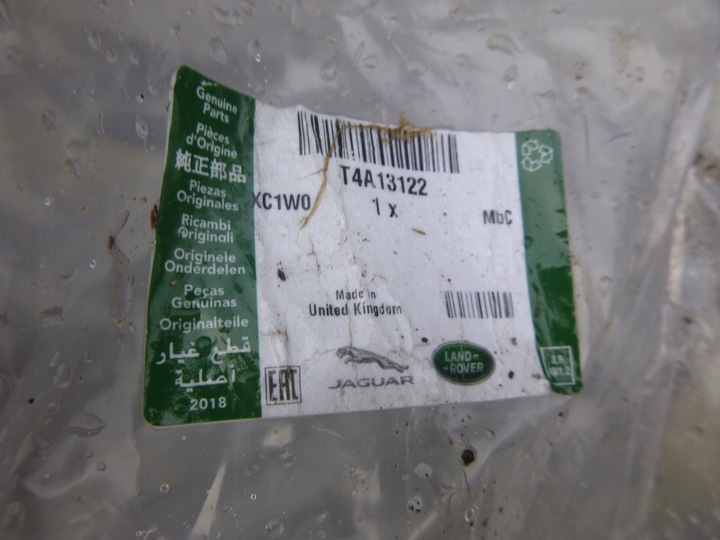 Genuine
Parts
Pièces
d'Origine
純正部品
Piezas
Originales
Ricambi
Originali
Originele
Onderdelen
Peças
Genuinas
Originalteile
قطع غيار
أصلية
2018
T4A13122
XC1W0
1 x
MbC
Made in
United Kingdom
EAC
JAGUAR
LAND-
-ROVER